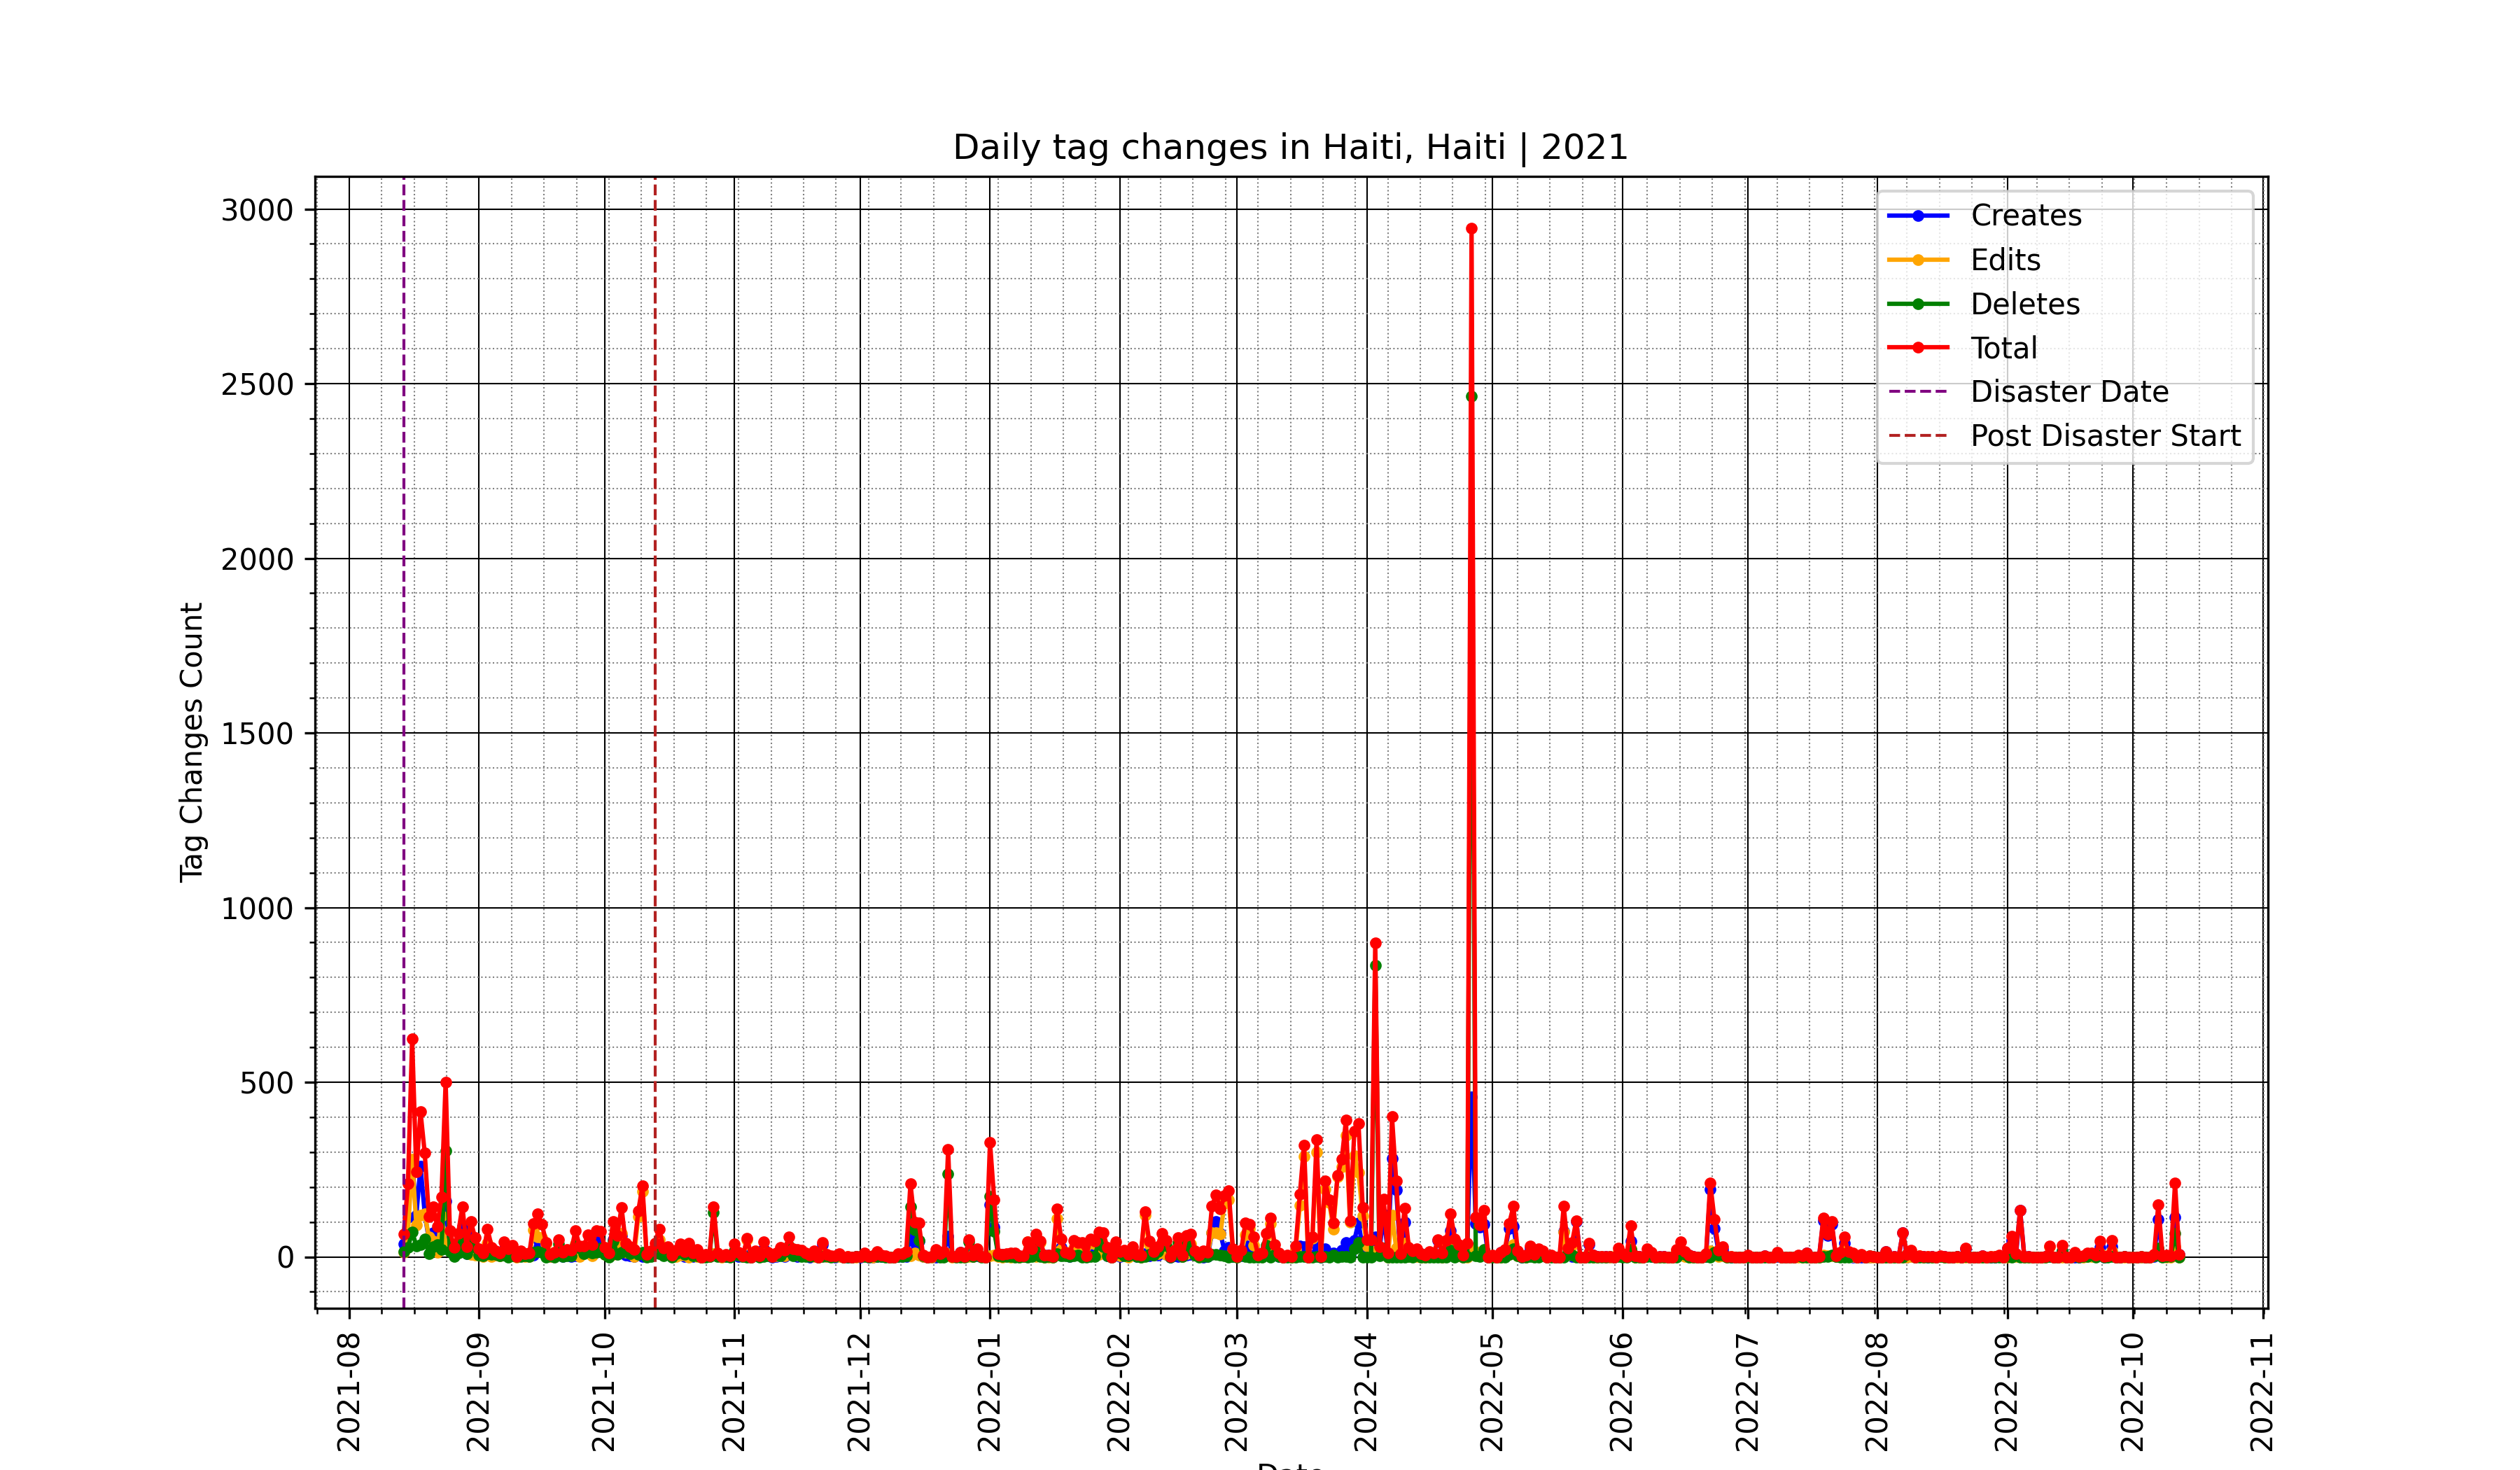 Daily tag changes in Haiti, Haiti | 2021
3000
2500
2000
1500
1000
500
0
Tag Changes Count
Creates
Edits
Deletes
Total
Disaster Date
Post Disaster Start
2021-08
2021-09
2021-10
2021-11
2021-12
2022-01
2022-02
2022-03
2022-04
2022-05
2022-06
2022-07
2022-08
2022-09
2022-10
2022-11
Date